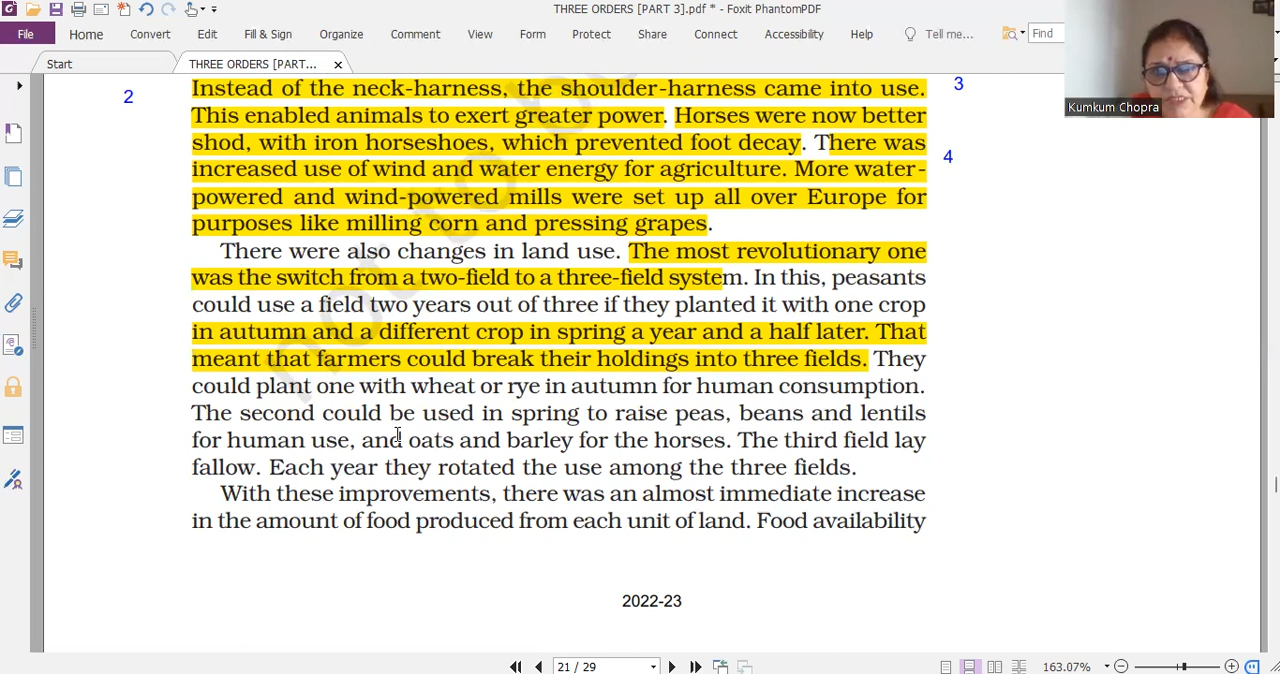 THREE ORDERS [PART 3].pdf * - Foxit PhantomPDF
File Home Convert Edit Fill & Sign Organize Comment View Form Protect Share Connect Accessibility Help Tell me... Find
Start THREE ORDERS [PART...
Kumkum Chopra
2
3
4
Instead of the neck-harness, the shoulder-harness came into use.
This enabled animals to exert greater power. Horses were now better
shod, with iron horseshoes, which prevented foot decay. There was
increased use of wind and water energy for agriculture. More water-
powered and wind-powered mills were set up all over Europe for
purposes like milling corn and pressing grapes.
There were also changes in land use. The most revolutionary one
was the switch from a two-field to a three-field system. In this, peasants
could use a field two years out of three if they planted it with one crop
in autumn and a different crop in spring a year and a half later. That
meant that farmers could break their holdings into three fields. They
could plant one with wheat or rye in autumn for human consumption.
The second could be used in spring to raise peas, beans and lentils
for human use, and oats and barley for the horses. The third field lay
fallow. Each year they rotated the use among the three fields.
With these improvements, there was an almost immediate increase
in the amount of food produced from each unit of land. Food availability
not to b
2022-23
21 / 29
163.07%